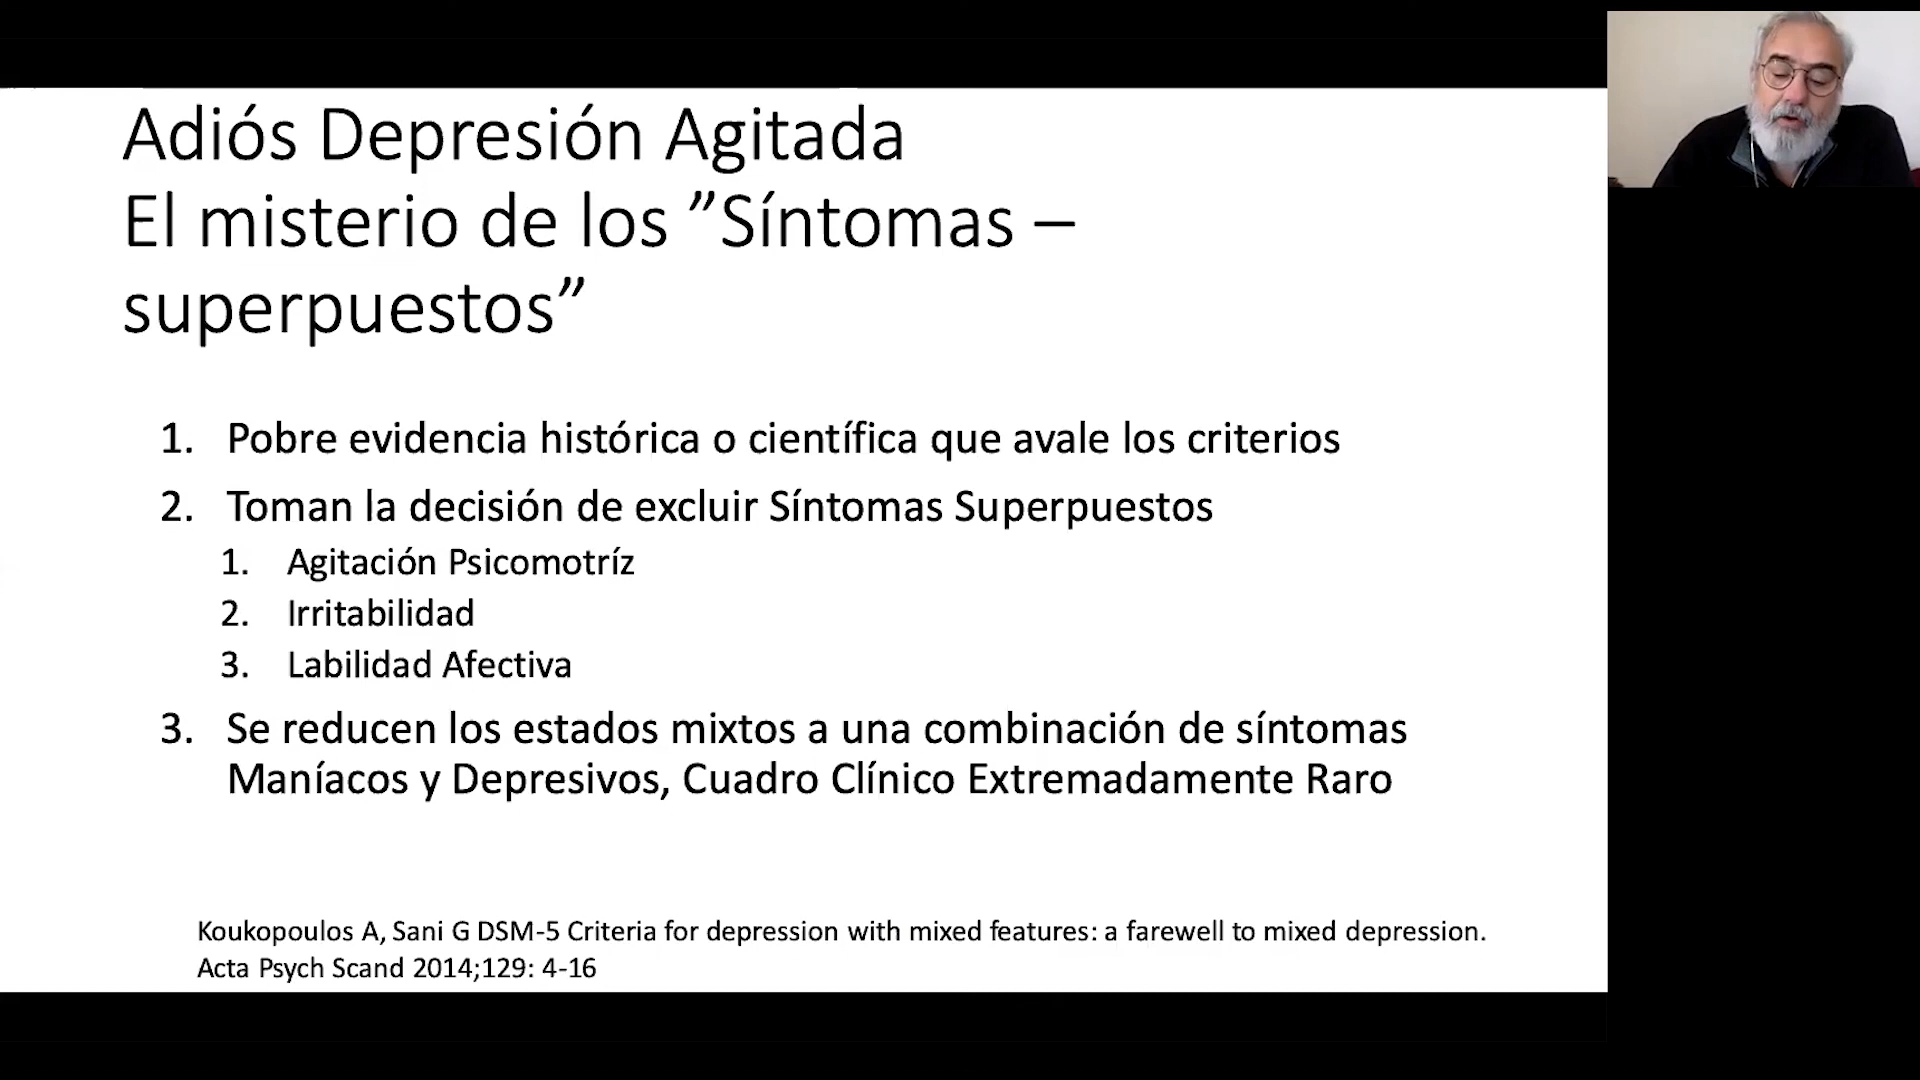 Adiós Depresión Agitada
El misterio de los ”Síntomas –
superpuestos”
1. Pobre evidencia histórica o científica que avale los criterios
2. Toman la decisión de excluir Síntomas Superpuestos
1. Agitación Psicomotríz
2. Irritabilidad
3. Labilidad Afectiva
3. Se reducen los estados mixtos a una combinación de síntomas
Maníacos y Depresivos, Cuadro Clínico Extremadamente Raro
Koukopoulos A, Sani G DSM-5 Criteria for depression with mixed features: a farewell to mixed depression.
Acta Psych Scand 2014;129: 4-16